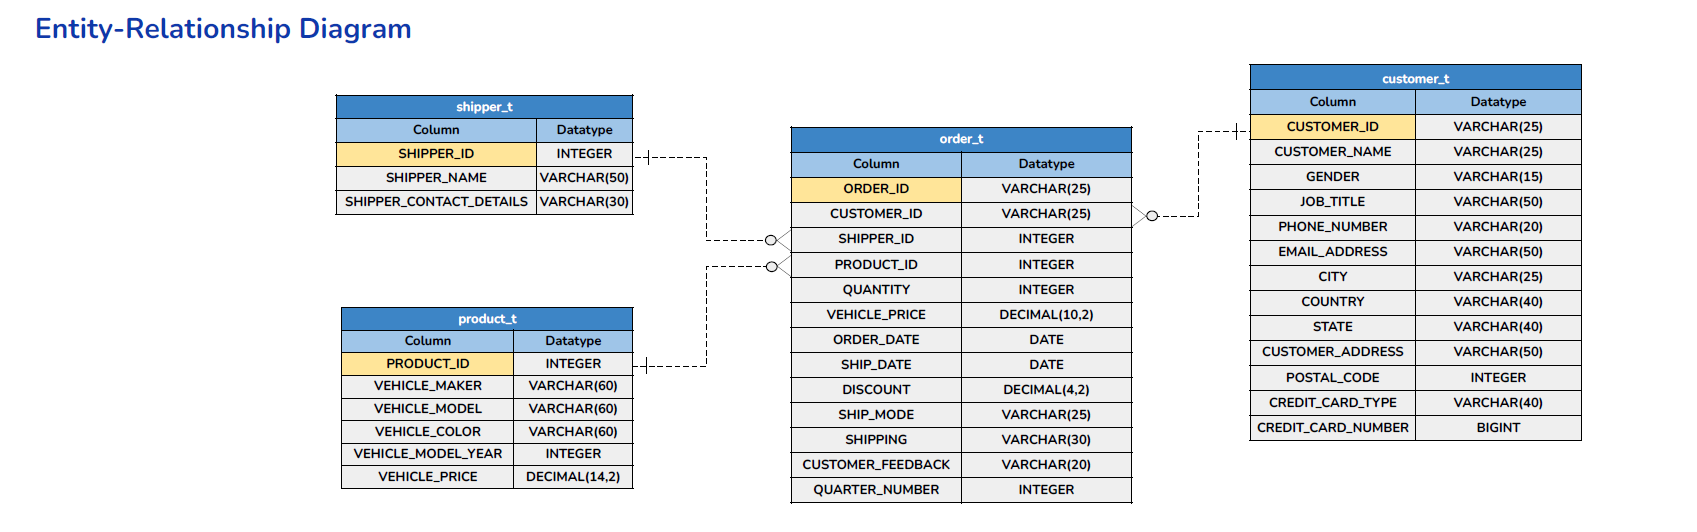 Entity-Relationship Diagram
shipper_t
Column Datatype
SHIPPER_ID INTEGER
SHIPPER_NAME VARCHAR(50)
SHIPPER_CONTACT_DETAILS VARCHAR(30)
product_t
Column Datatype
PRODUCT_ID INTEGER
VEHICLE_MAKER VARCHAR(60)
VEHICLE_MODEL VARCHAR(60)
VEHICLE_COLOR VARCHAR(60)
VEHICLE_MODEL_YEAR INTEGER
VEHICLE_PRICE DECIMAL(14,2)
order_t
Column Datatype
ORDER_ID VARCHAR(25)
CUSTOMER_ID VARCHAR(25)
SHIPPER_ID INTEGER
PRODUCT_ID INTEGER
QUANTITY INTEGER
VEHICLE_PRICE DECIMAL(10,2)
ORDER_DATE DATE
SHIP_DATE DATE
DISCOUNT DECIMAL(4,2)
SHIP_MODE VARCHAR(25)
SHIPPING VARCHAR(30)
CUSTOMER_FEEDBACK VARCHAR(20)
QUARTER_NUMBER INTEGER
customer_t
Column Datatype
CUSTOMER_ID VARCHAR(25)
CUSTOMER_NAME VARCHAR(25)
GENDER VARCHAR(15)
JOB_TITLE VARCHAR(50)
PHONE_NUMBER VARCHAR(20)
EMAIL_ADDRESS VARCHAR(50)
CITY VARCHAR(25)
COUNTRY VARCHAR(40)
STATE VARCHAR(40)
CUSTOMER_ADDRESS VARCHAR(50)
POSTAL_CODE INTEGER
CREDIT_CARD_TYPE VARCHAR(40)
CREDIT_CARD_NUMBER BIGINT